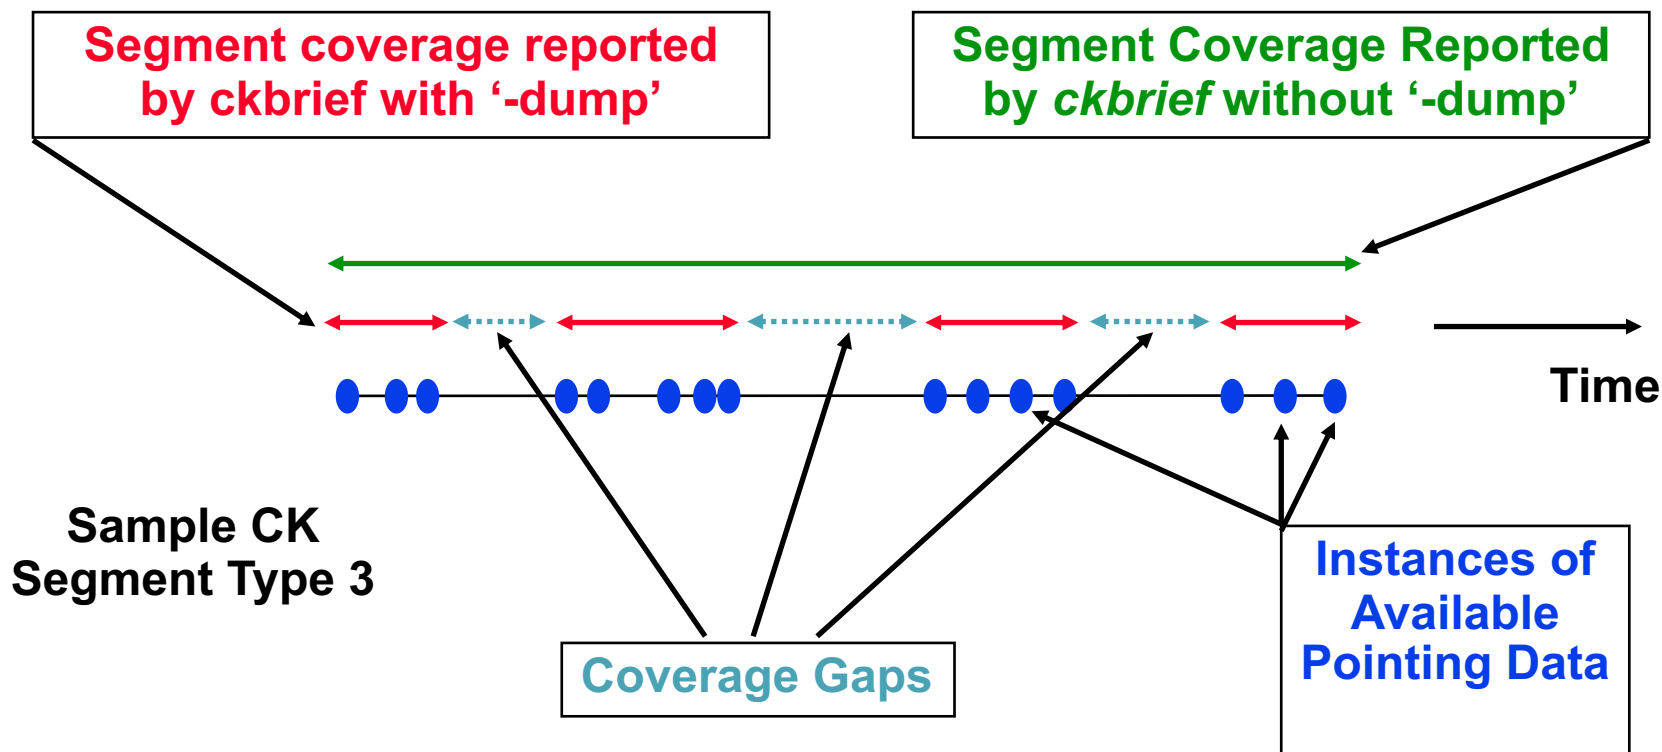 Segment coverage reported
by ckbrief with ‘-dump’
Segment Coverage Reported
by ckbrief without ‘-dump’
Time
Sample CK
Segment Type 3
Instances of
Available
Pointing Data
Coverage Gaps